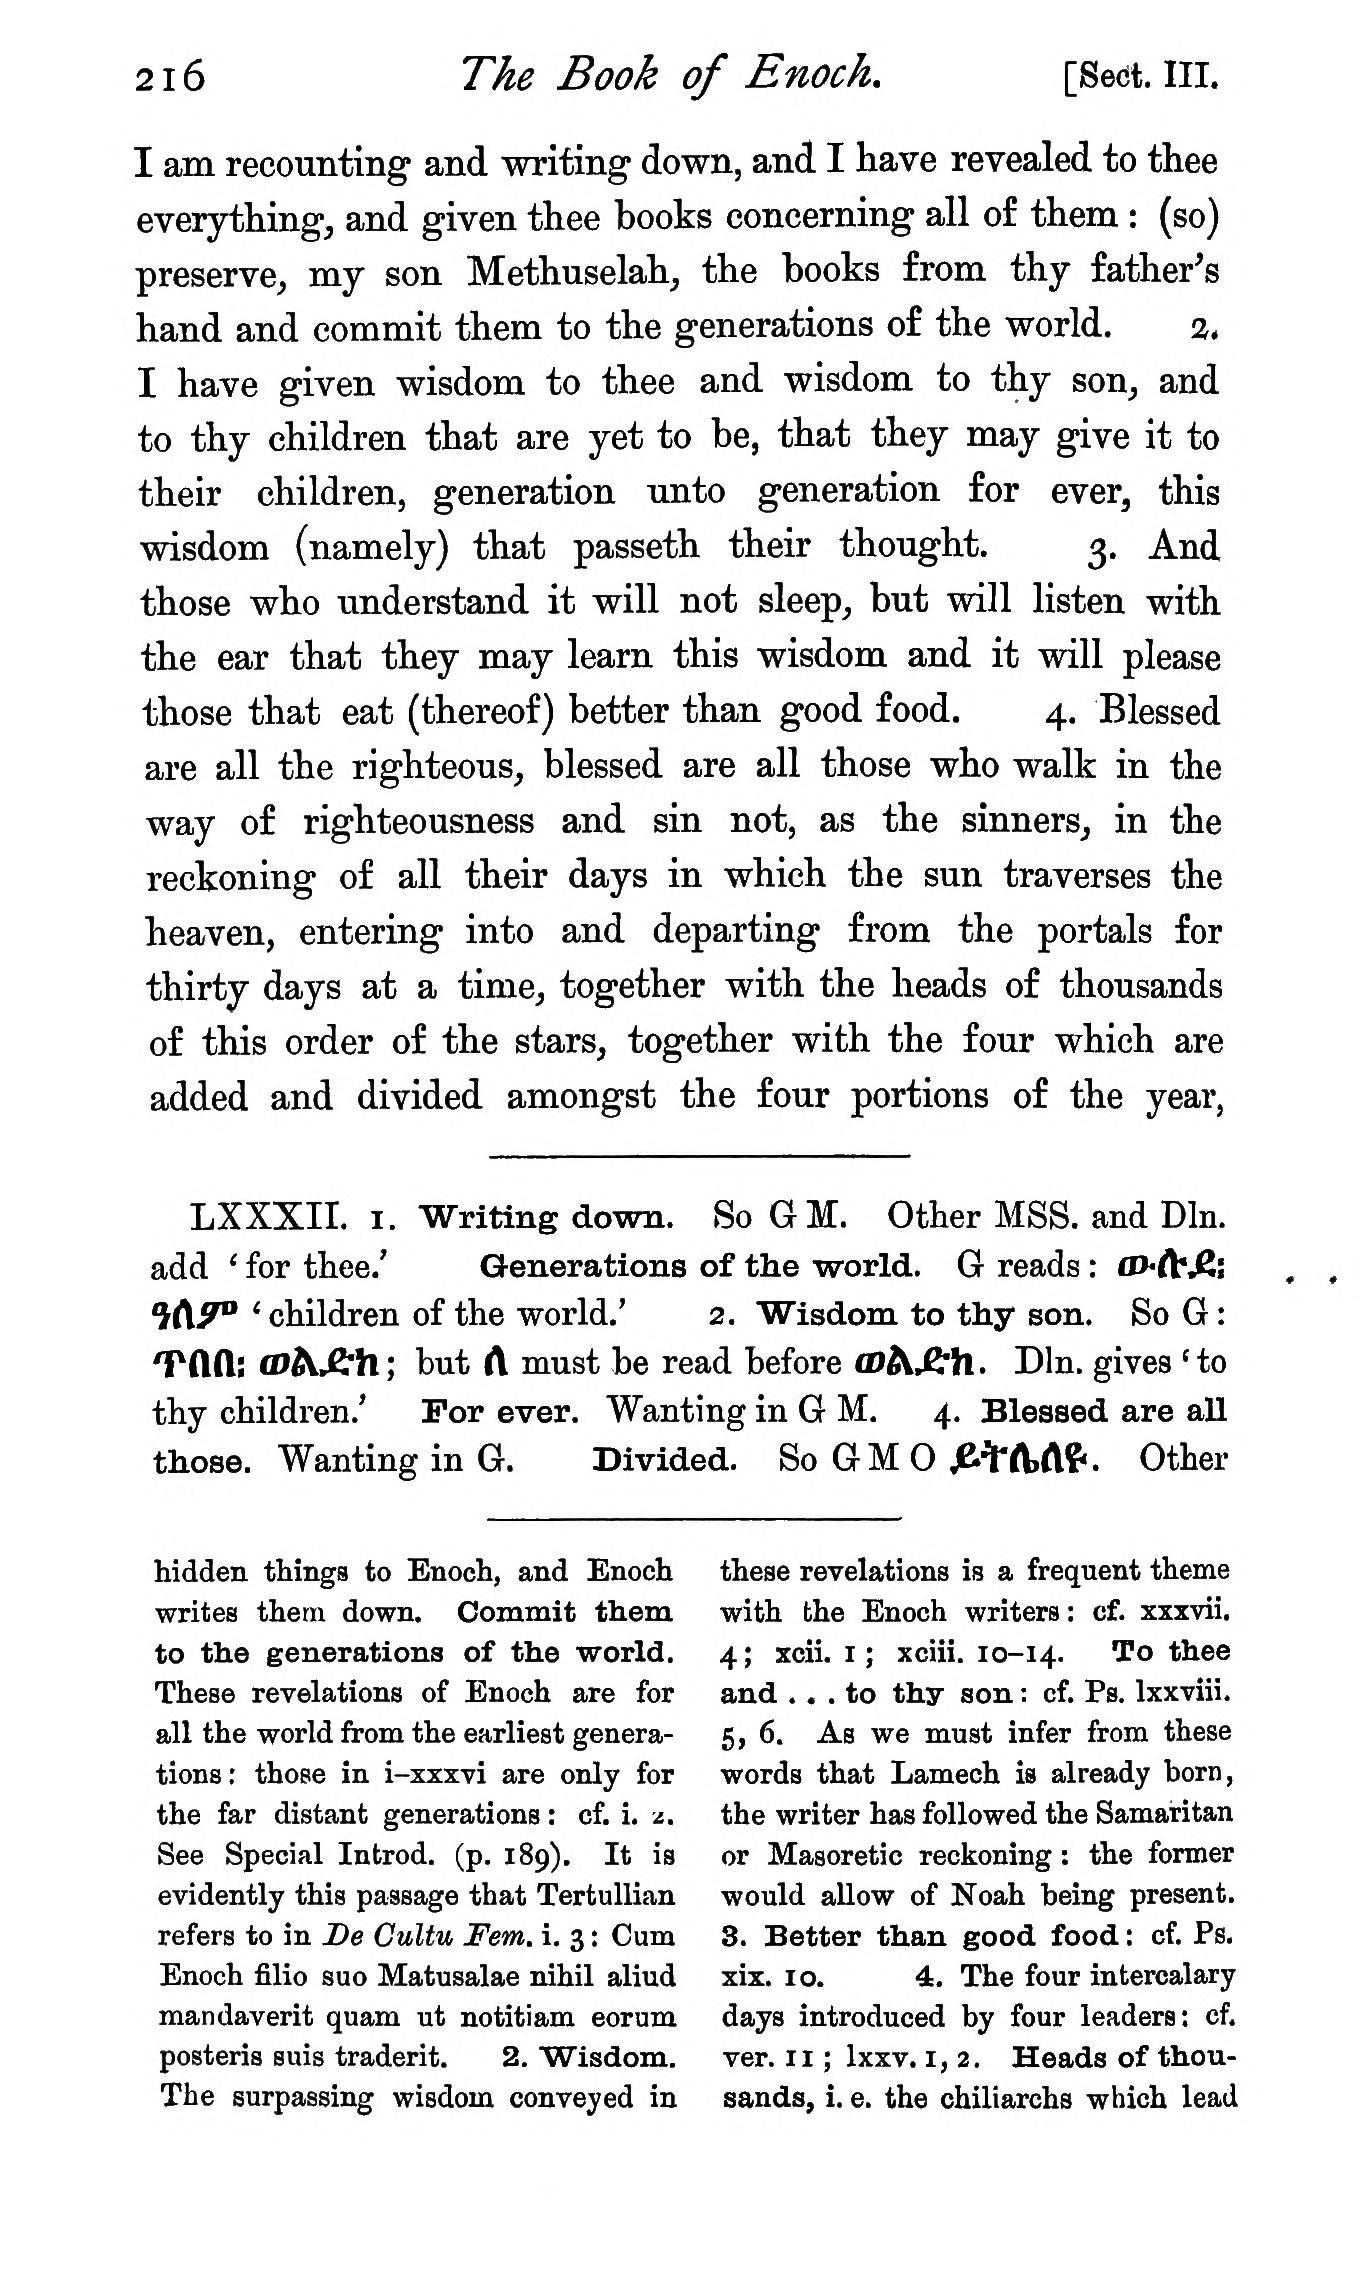 216 The Book of Enoch. [Sect. III.
I am recounting and writing down, and I have revealed to thee
everything, and given thee books concerning all of them : (so)
preserve, my son Methuselah, the books from thy father's
hand and commit them to the generations of the world. 2.
I have given wisdom to thee and wisdom to thy son, and
to thy children that are yet to be, that they may give it to
their children, generation unto generation for ever, this
wisdom (namely) that passeth their thought. 3. And
those who understand it will not sleep, but will listen with
the ear that they may learn this wisdom and it will please
those that eat (thereof) better than good food. 4. Blessed
are all the righteous, blessed are all those who walk in the
way of righteousness and sin not, as the sinners, in the
reckoning of all their days in which the sun traverses the
heaven, entering into and departing from the portals for
thirty days at a time, together with the heads of thousands
of this order of the stars, together with the four which are
added and divided amongst the four portions of the year,
LXXXII. 1. Writing down. So G M. Other MSS. and Dln.
add ‘for thee.’ Generations of the world. G reads : ውሉደ፡
ዓለም ‘children of the world.’ 2. Wisdom to thy son. So G :
ጥበበ፡ ወልድከ ; but ለ must be read before ወልድከ. Dln. gives ‘to
thy children.’ For ever. Wanting in G M. 4. Blessed are all
those. Wanting in G. Divided. So G M O ይትሌለዩ. Other
hidden things to Enoch, and Enoch
writes them down. Commit them
to the generations of the world.
These revelations of Enoch are for
all the world from the earliest genera-
tions: those in i–xxxvi are only for
the far distant generations: cf. i. 2.
See Special Introd. (p. 189). It is
evidently this passage that Tertullian
refers to in De Cultu Fem. i. 3: Cum
Enoch filio suo Matusalae nihil aliud
mandaverit quam ut notitiam eorum
posteris suis traderit. 2. Wisdom.
The surpassing wisdom conveyed in
these revelations is a frequent theme
with the Enoch writers: cf. xxxvii.
4; xcii. 1; xciii. 10–14. To thee
and . . . to thy son: cf. Ps. lxxviii.
5, 6. As we must infer from these
words that Lamech is already born,
the writer has followed the Samaritan
or Masoretic reckoning: the former
would allow of Noah being present.
3. Better than good food: cf. Ps.
xix. 10. 4. The four intercalary
days introduced by four leaders: cf.
ver. 11; lxxv. 1, 2. Heads of thou-
sands, i. e. the chiliarchs which lead